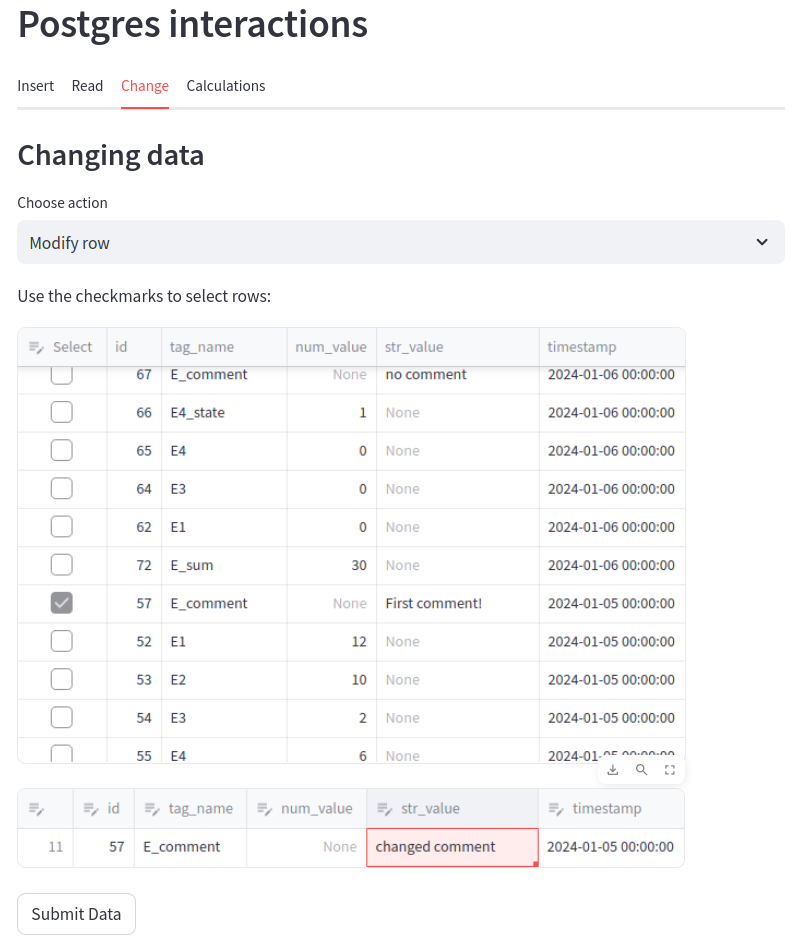 Postgres interactions
Insert Read Change Calculations
Changing data
Choose action
Modify row
Use the checkmarks to select rows:
Select id tag_name num_value str_value timestamp
67 E_comment None no comment 2024-01-06 00:00:00
66 E4_state 1 None 2024-01-06 00:00:00
65 E4 0 None 2024-01-06 00:00:00
64 E3 0 None 2024-01-06 00:00:00
62 E1 0 None 2024-01-06 00:00:00
72 E_sum 30 None 2024-01-06 00:00:00
57 E_comment None First comment! 2024-01-05 00:00:00
52 E1 12 None 2024-01-05 00:00:00
53 E2 10 None 2024-01-05 00:00:00
54 E3 2 None 2024-01-05 00:00:00
55 E4 6 None 2024-01-05 00:00:00
id tag_name num_value str_value timestamp
11 57 E_comment None changed comment 2024-01-05 00:00:00
Submit Data